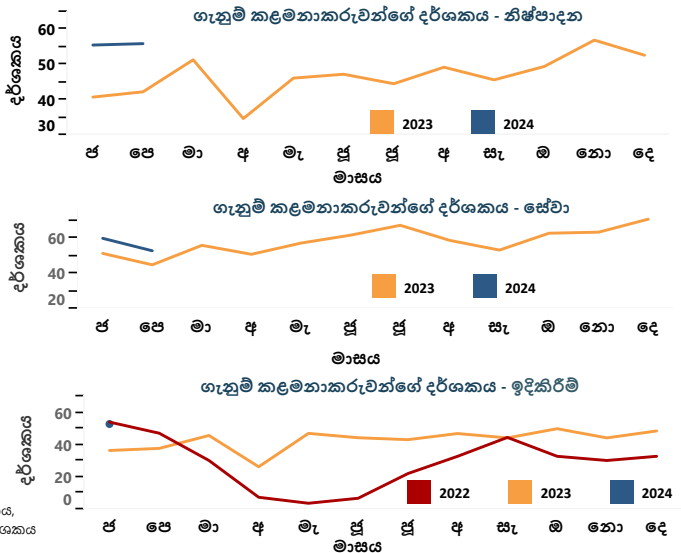 ගැනුම් කළමනාකරුවන්ගේ දර්ශකය - නිෂ්පාදන
දර්ශකය
60
50
40
30
2023 2024
ජ පෙ මා අ මැ ජූ ජූ අ සැ ඔ නො දෙ
මාසය
ගැනුම් කළමනාකරුවන්ගේ දර්ශකය - සේවා
දර්ශකය
60
40
20
2023 2024
ජ පෙ මා අ මැ ජූ ජූ අ සැ ඔ නො දෙ
මාසය
ගැනුම් කළමනාකරුවන්ගේ දර්ශකය - ඉදිකිරීම්
දර්ශකය
60
40
20
0
2022 2023 2024
ජ පෙ මා අ මැ ජූ ජූ අ සැ ඔ නො දෙ
මාසය